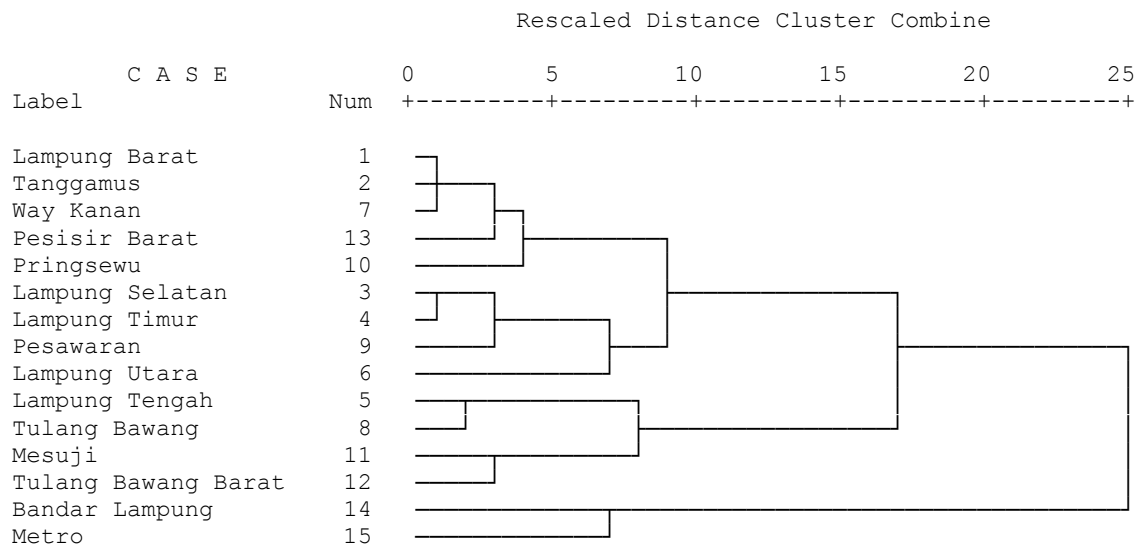 Rescaled Distance Cluster Combine
C A S E 0 5 10 15 20 25
Label Num +---------+---------+---------+---------+---------+
Lampung Barat 1
Tanggamus 2
Way Kanan 7
Pesisir Barat 13
Pringsewu 10
Lampung Selatan 3
Lampung Timur 4
Pesawaran 9
Lampung Utara 6
Lampung Tengah 5
Tulang Bawang 8
Mesuji 11
Tulang Bawang Barat 12
Bandar Lampung 14
Metro 15